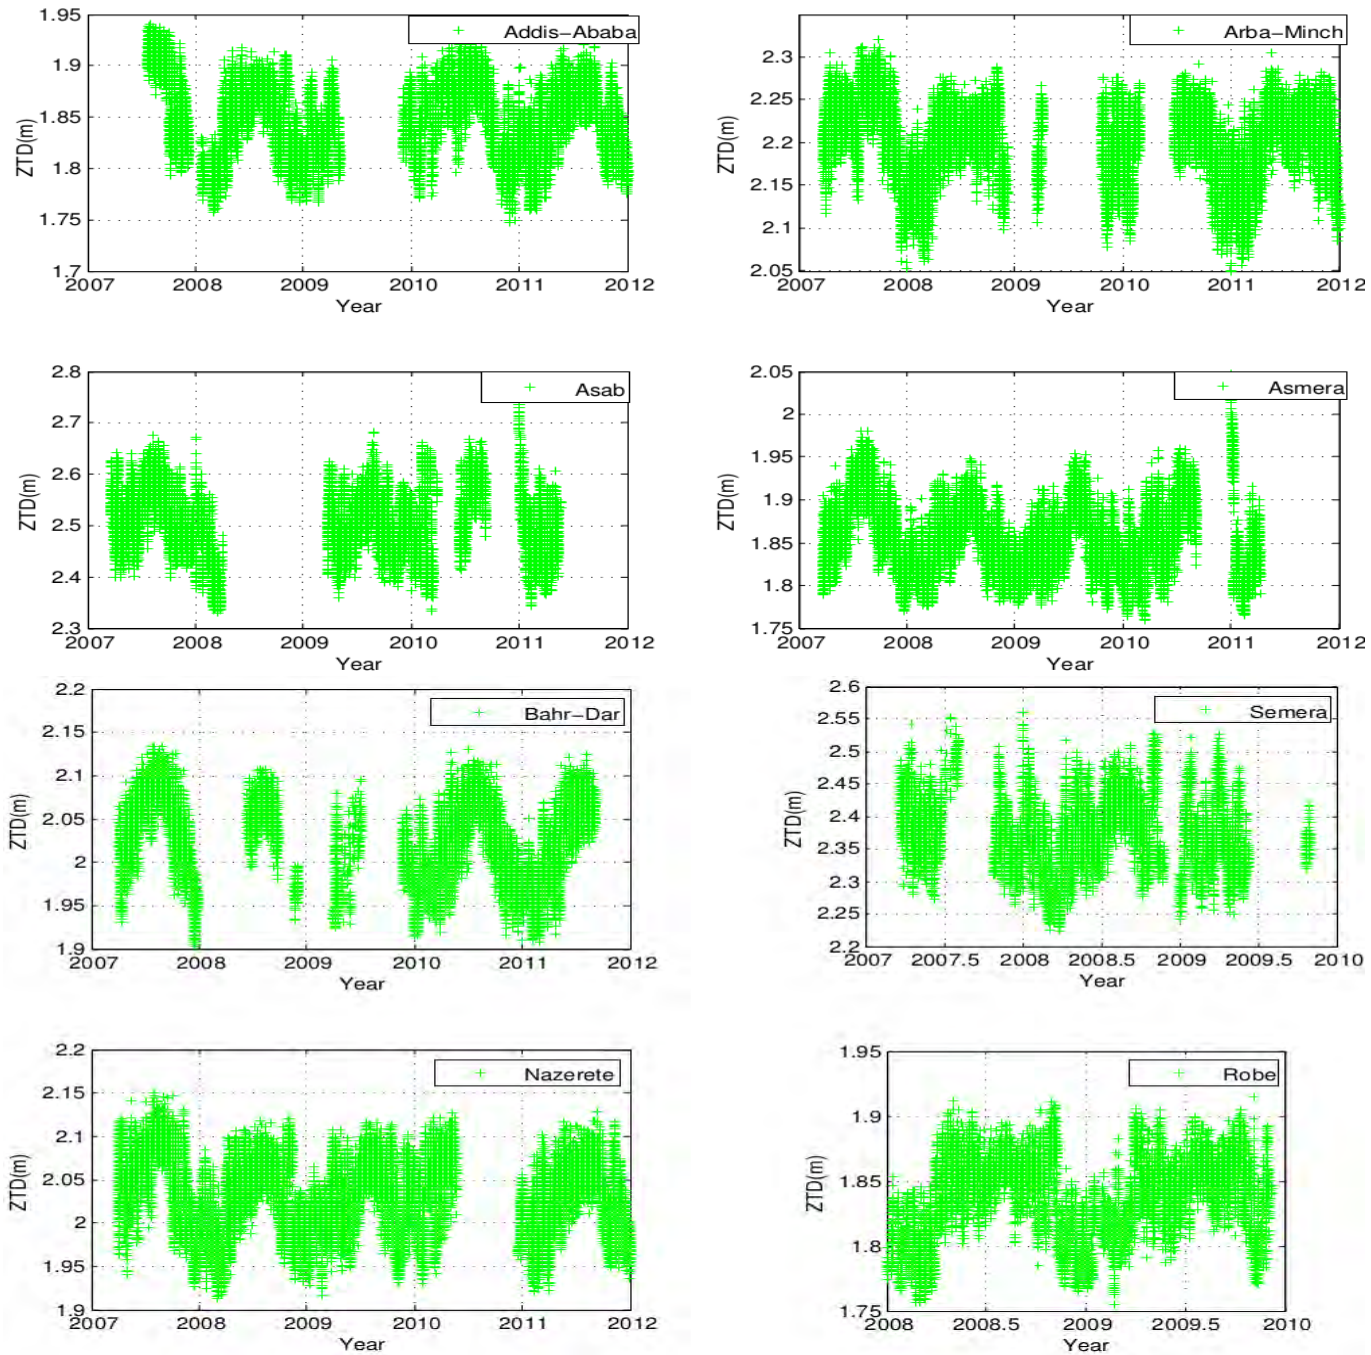 1.95
1.9
1.85
1.8
1.75
1.7
ZTD(m)
Addis-Ababa
2007 2008 2009 2010 2011 2012
Year
2.3
2.25
2.2
2.15
2.1
2.05
ZTD(m)
Arba-Minch
2007 2008 2009 2010 2011 2012
Year
2.8
2.7
2.6
2.5
2.4
2.3
ZTD(m)
Asab
2007 2008 2009 2010 2011 2012
Year
2.05
2
1.95
1.9
1.85
1.8
1.75
ZTD(m)
Asmera
2007 2008 2009 2010 2011 2012
Year
2.2
2.15
2.1
2.05
2
1.95
1.9
ZTD(m)
Bahr-Dar
2007 2008 2009 2010 2011 2012
Year
2.6
2.55
2.5
2.45
2.4
2.35
2.3
2.25
2.2
ZTD(m)
Semera
2007 2007.5 2008 2008.5 2009 2009.5 2010
Year
2.2
2.15
2.1
2.05
2
1.95
1.9
ZTD(m)
Nazerete
2007 2008 2009 2010 2011 2012
Year
1.95
1.9
1.85
1.8
1.75
ZTD(m)
Robe
2008 2008.5 2009 2009.5 2010
Year